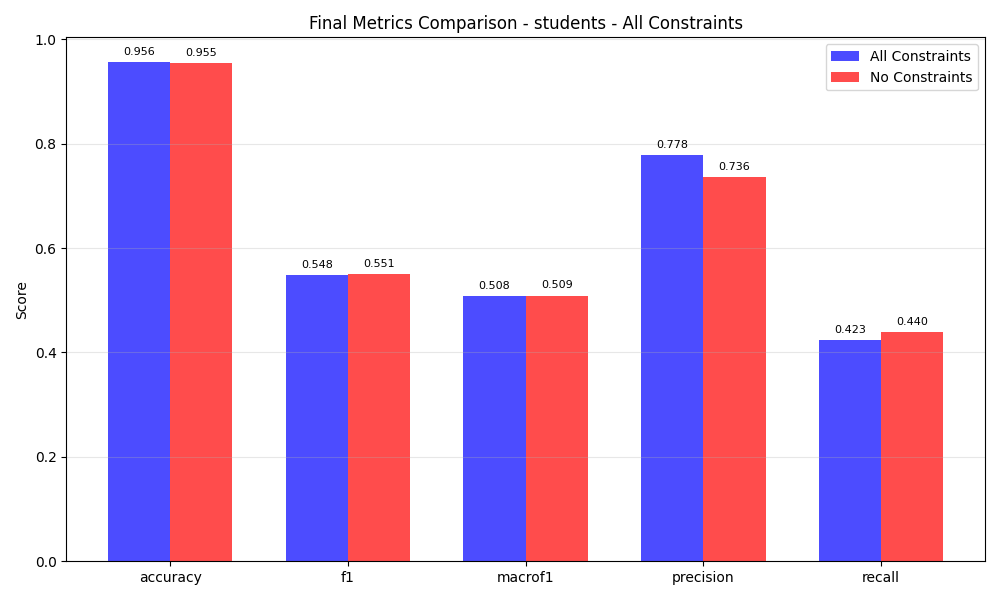 Final Metrics Comparison - students - All Constraints
All Constraints
No Constraints
Score
1.0
0.8
0.6
0.4
0.2
0.0
0.956
0.955
0.548
0.551
0.508
0.509
0.778
0.736
0.423
0.440
accuracy
f1
macrof1
precision
recall